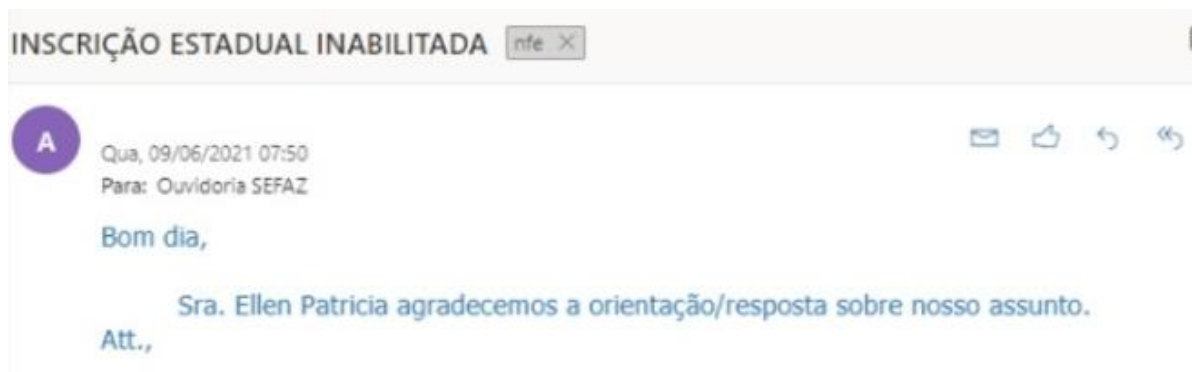 INSCRIÇÃO ESTADUAL INABILITADA nfe
A
Qua, 09/06/2021 07:50
Para: Ouvidoria SEFAZ
Bom dia,
Sra. Ellen Patricia agradecemos a orientação/resposta sobre nosso assunto.
Att.,